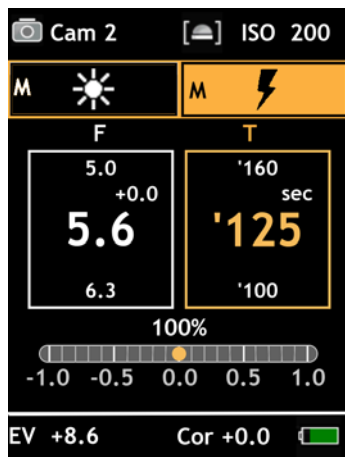 Cam 2 ISO 200
M M
F T
5.0 '160
+0.0 sec
5.6 '125
6.3 '100
100%
-1.0 -0.5 0.0 0.5 1.0
EV +8.6 Cor +0.0